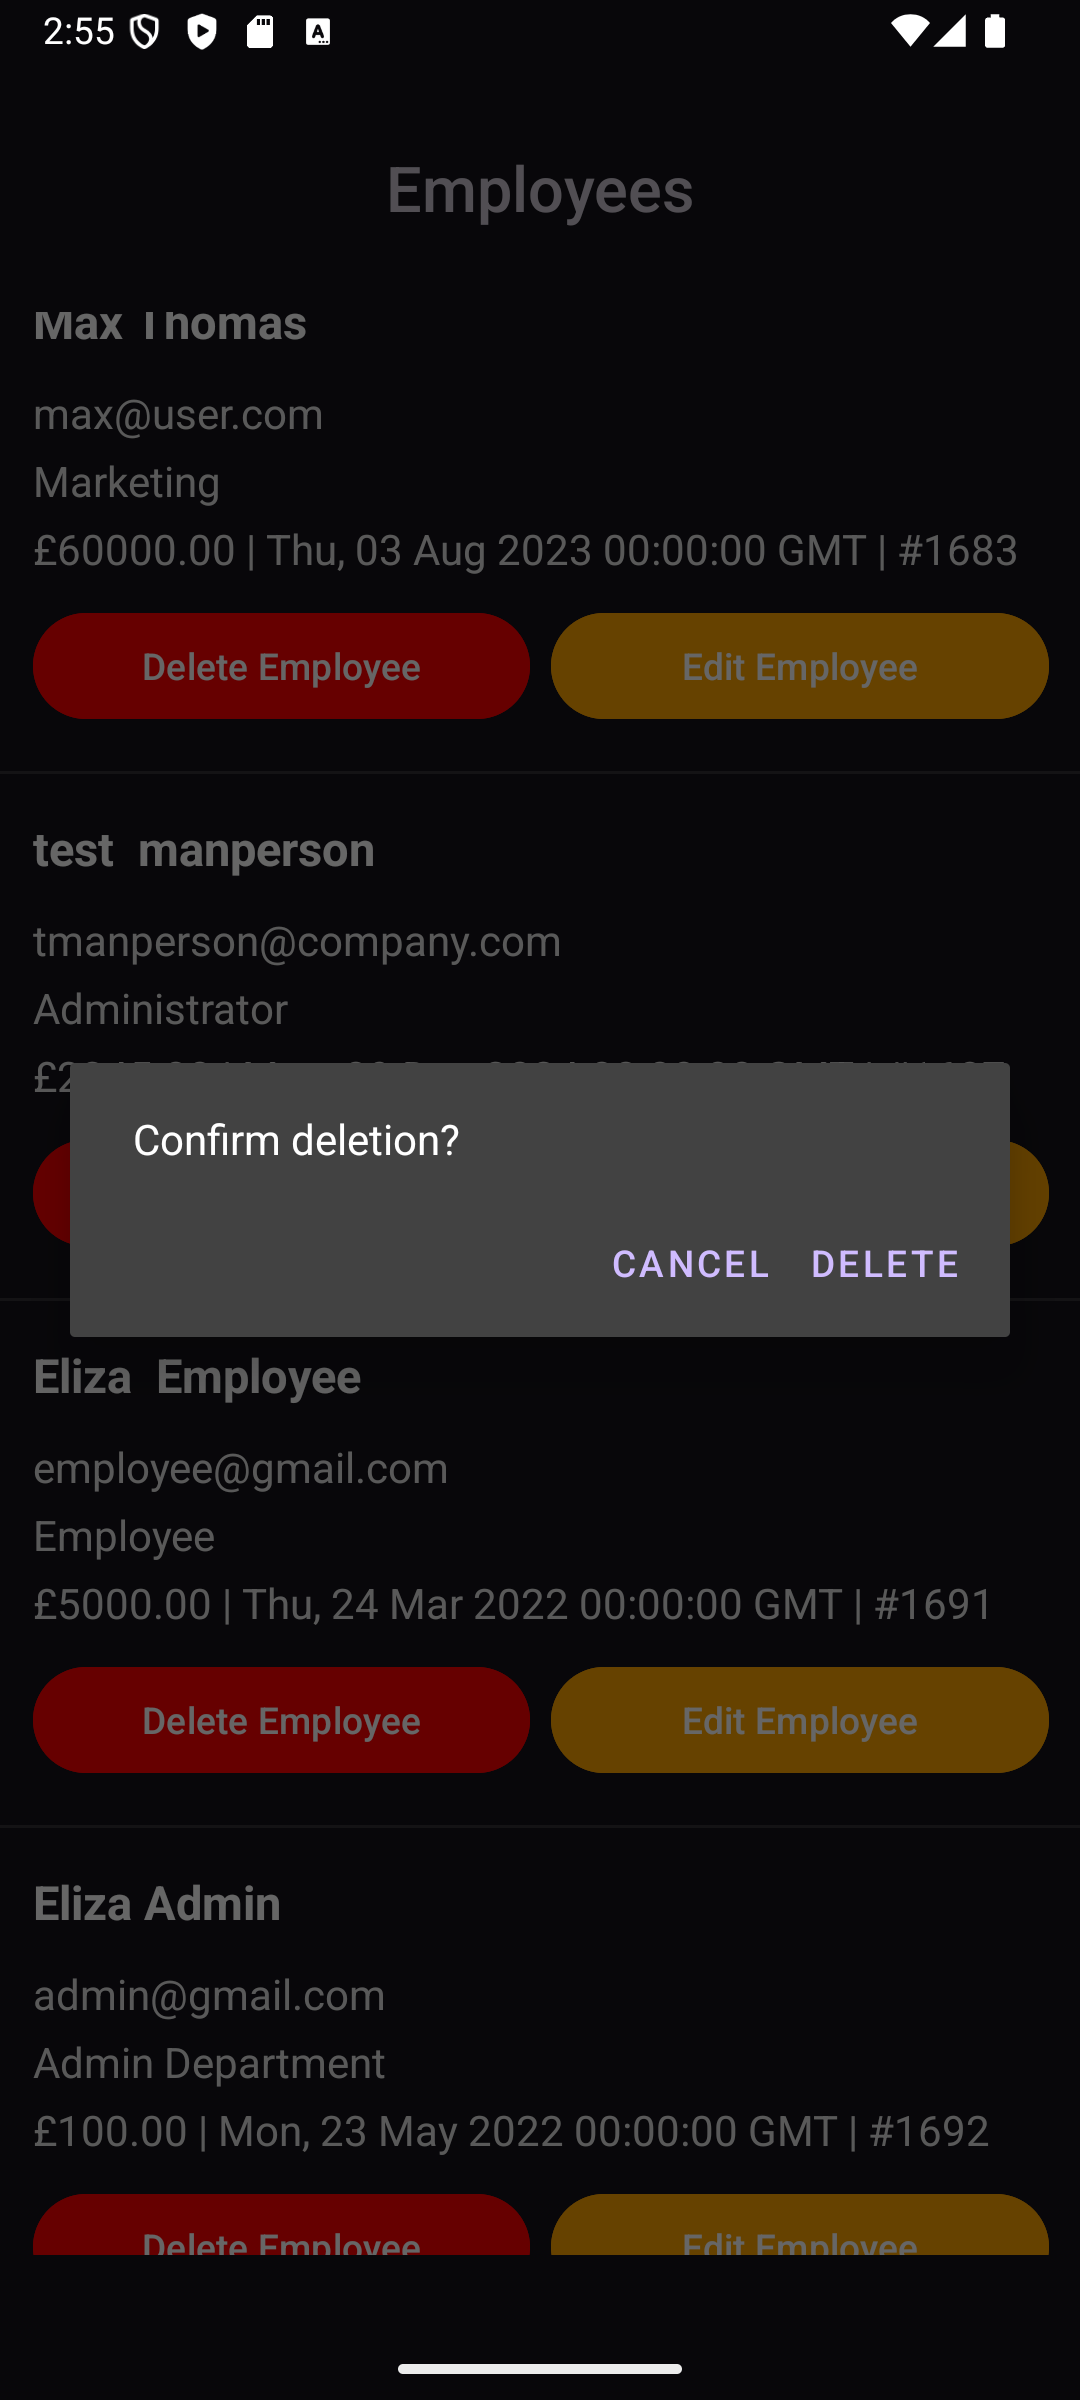 2:55
Employees
Max Thomas
max@user.com
Marketing
£60000.00 | Thu, 03 Aug 2023 00:00:00 GMT | #1683
Delete Employee Edit Employee
test  manperson
tmanperson@company.com
Administrator
Confirm deletion?
CANCEL DELETE
Eliza  Employee
employee@gmail.com
Employee
£5000.00 | Thu, 24 Mar 2022 00:00:00 GMT | #1691
Delete Employee Edit Employee
Eliza Admin
admin@gmail.com
Admin Department
£100.00 | Mon, 23 May 2022 00:00:00 GMT | #1692
Delete Employee Edit Employee